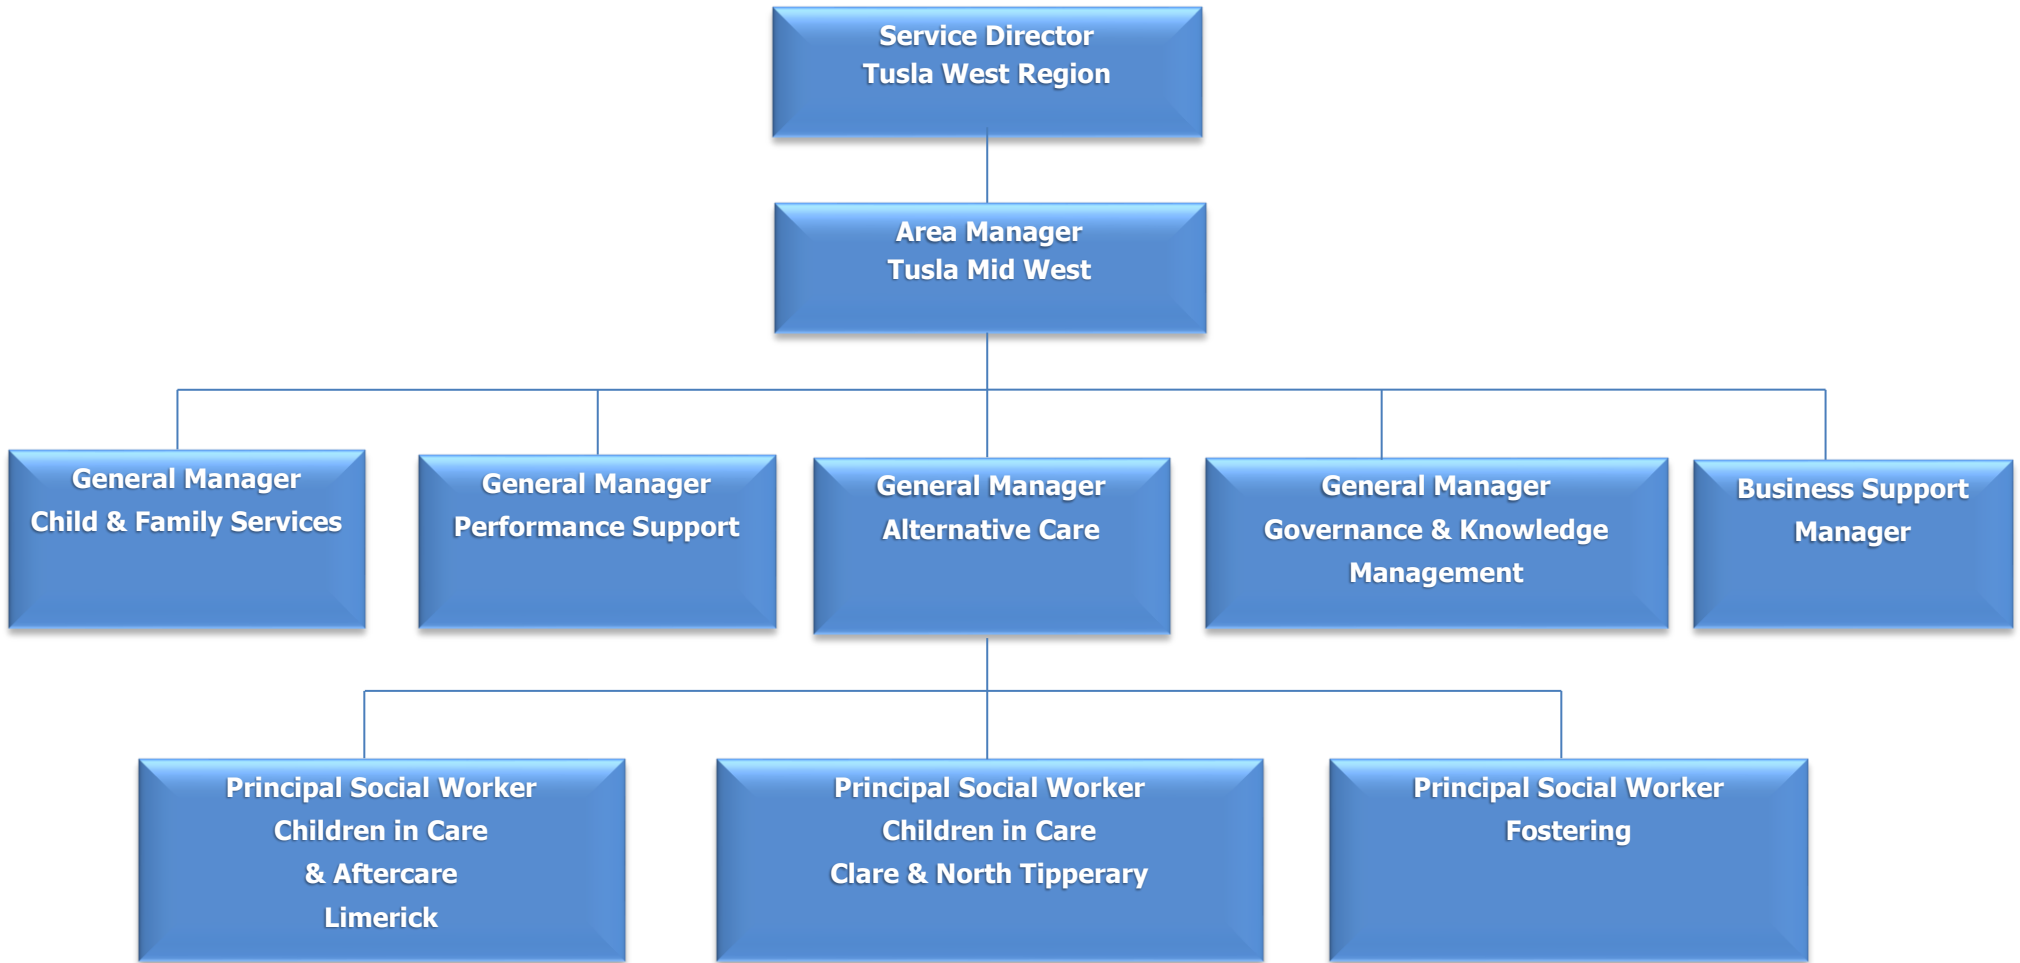 Service Director
Tusla West Region
Area Manager
Tusla Mid West
General Manager
Child & Family Services
General Manager
Performance Support
General Manager
Alternative Care
General Manager
Governance & Knowledge
Management
Business Support
Manager
Principal Social Worker
Children in Care
& Aftercare
Limerick
Principal Social Worker
Children in Care
Clare & North Tipperary
Principal Social Worker
Fostering